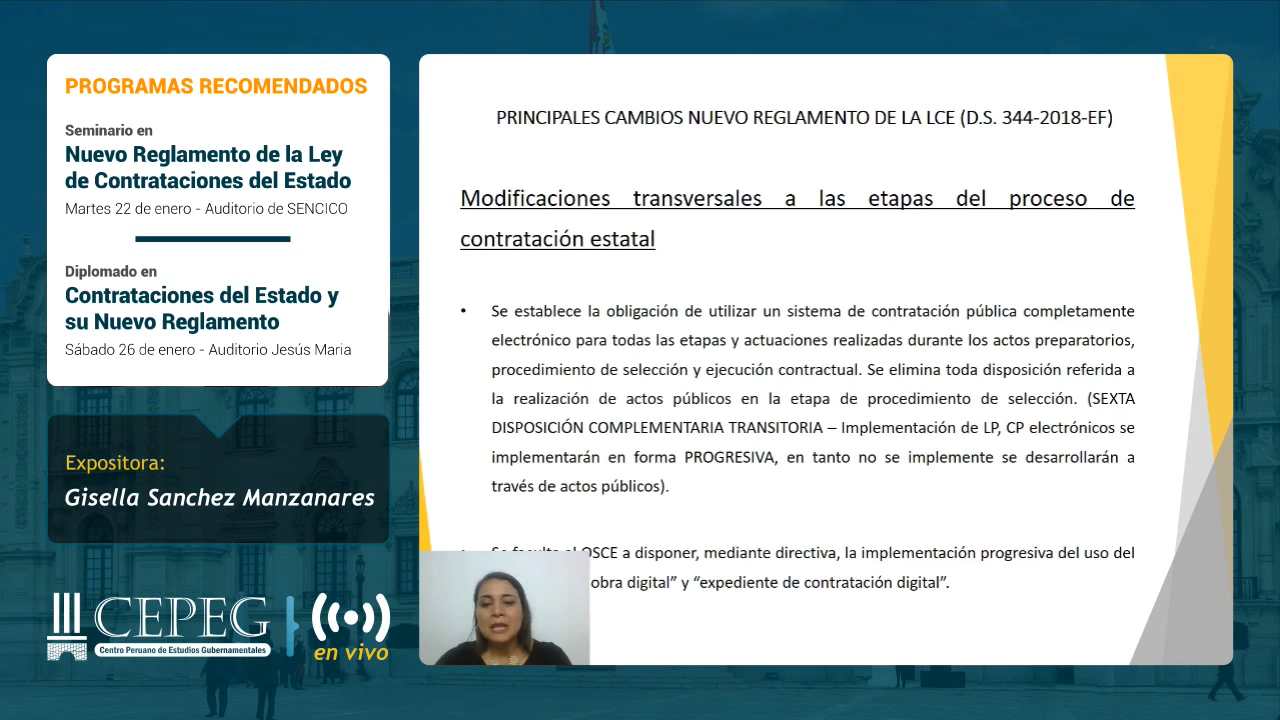 PROGRAMAS RECOMENDADOS
Seminario en
Nuevo Reglamento de la Ley
de Contrataciones del Estado
Martes 22 de enero - Auditorio de SENCICO
Diplomado en
Contrataciones del Estado y
su Nuevo Reglamento
Sábado 26 de enero - Auditorio Jesús Maria
Expositora:
Gisella Sanchez Manzanares
CEPEG
Centro Peruano de Estudios Gubernamentales
en vivo
PRINCIPALES CAMBIOS NUEVO REGLAMENTO DE LA LCE (D.S. 344-2018-EF)
Modificaciones transversales a las etapas del proceso de
contratación estatal
• Se establece la obligación de utilizar un sistema de contratación pública completamente
electrónico para todas las etapas y actuaciones realizadas durante los actos preparatorios,
procedimiento de selección y ejecución contractual. Se elimina toda disposición referida a
la realización de actos públicos en la etapa de procedimiento de selección. (SEXTA
DISPOSICIÓN COMPLEMENTARIA TRANSITORIA – Implementación de LP, CP electrónicos se
implementarán en forma PROGRESIVA, en tanto no se implemente se desarrollarán a
través de actos públicos).
OSCE a disponer, mediante directiva, la implementación progresiva del uso del
obra digital” y “expediente de contratación digital”.